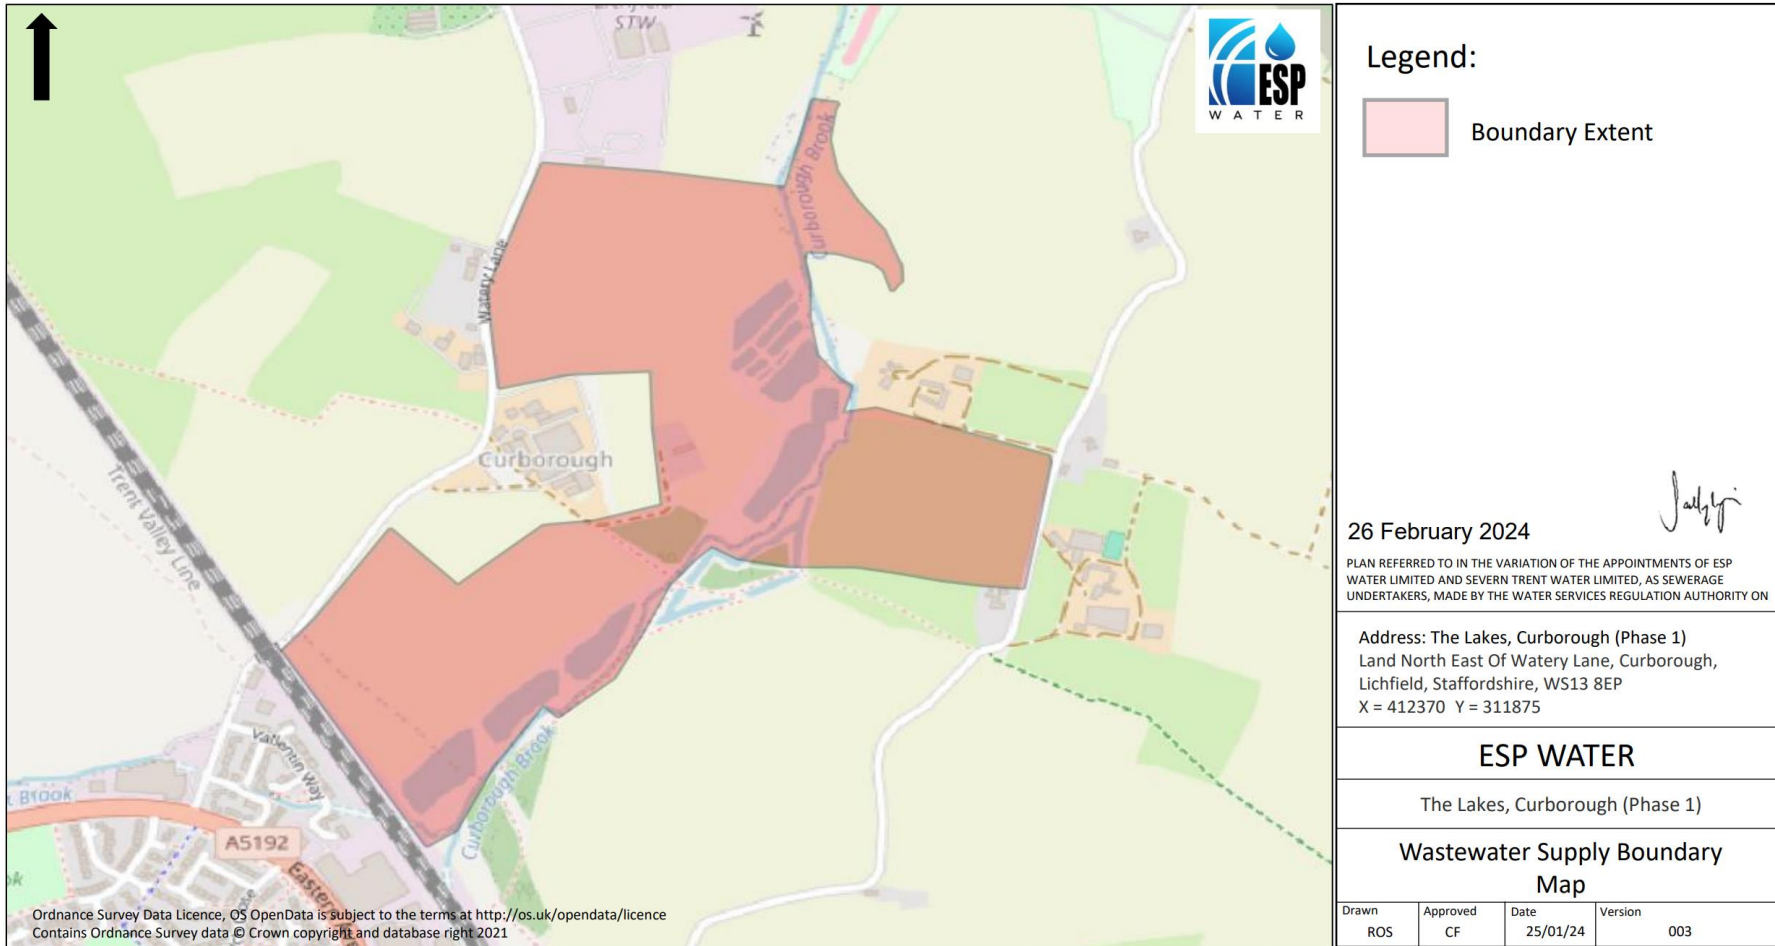 STW
ESP
WATER
Curborough Brook
Watery Lane
Curborough
Trent Valley Line
Vallentin Way
Brook
A5192
Curborough Brook
Ordnance Survey Data Licence, OS OpenData is subject to the terms at http://os.uk/opendata/licence
Contains Ordnance Survey data © Crown copyright and database right 2021
Legend:
Boundary Extent
26 February 2024
PLAN REFERRED TO IN THE VARIATION OF THE APPOINTMENTS OF ESP
WATER LIMITED AND SEVERN TRENT WATER LIMITED, AS SEWERAGE
UNDERTAKERS, MADE BY THE WATER SERVICES REGULATION AUTHORITY ON
Address: The Lakes, Curborough (Phase 1)
Land North East Of Watery Lane, Curborough,
Lichfield, Staffordshire, WS13 8EP
X = 412370 Y = 311875
ESP WATER
The Lakes, Curborough (Phase 1)
Wastewater Supply Boundary
Map
Drawn Approved Date Version
ROS CF 25/01/24 003